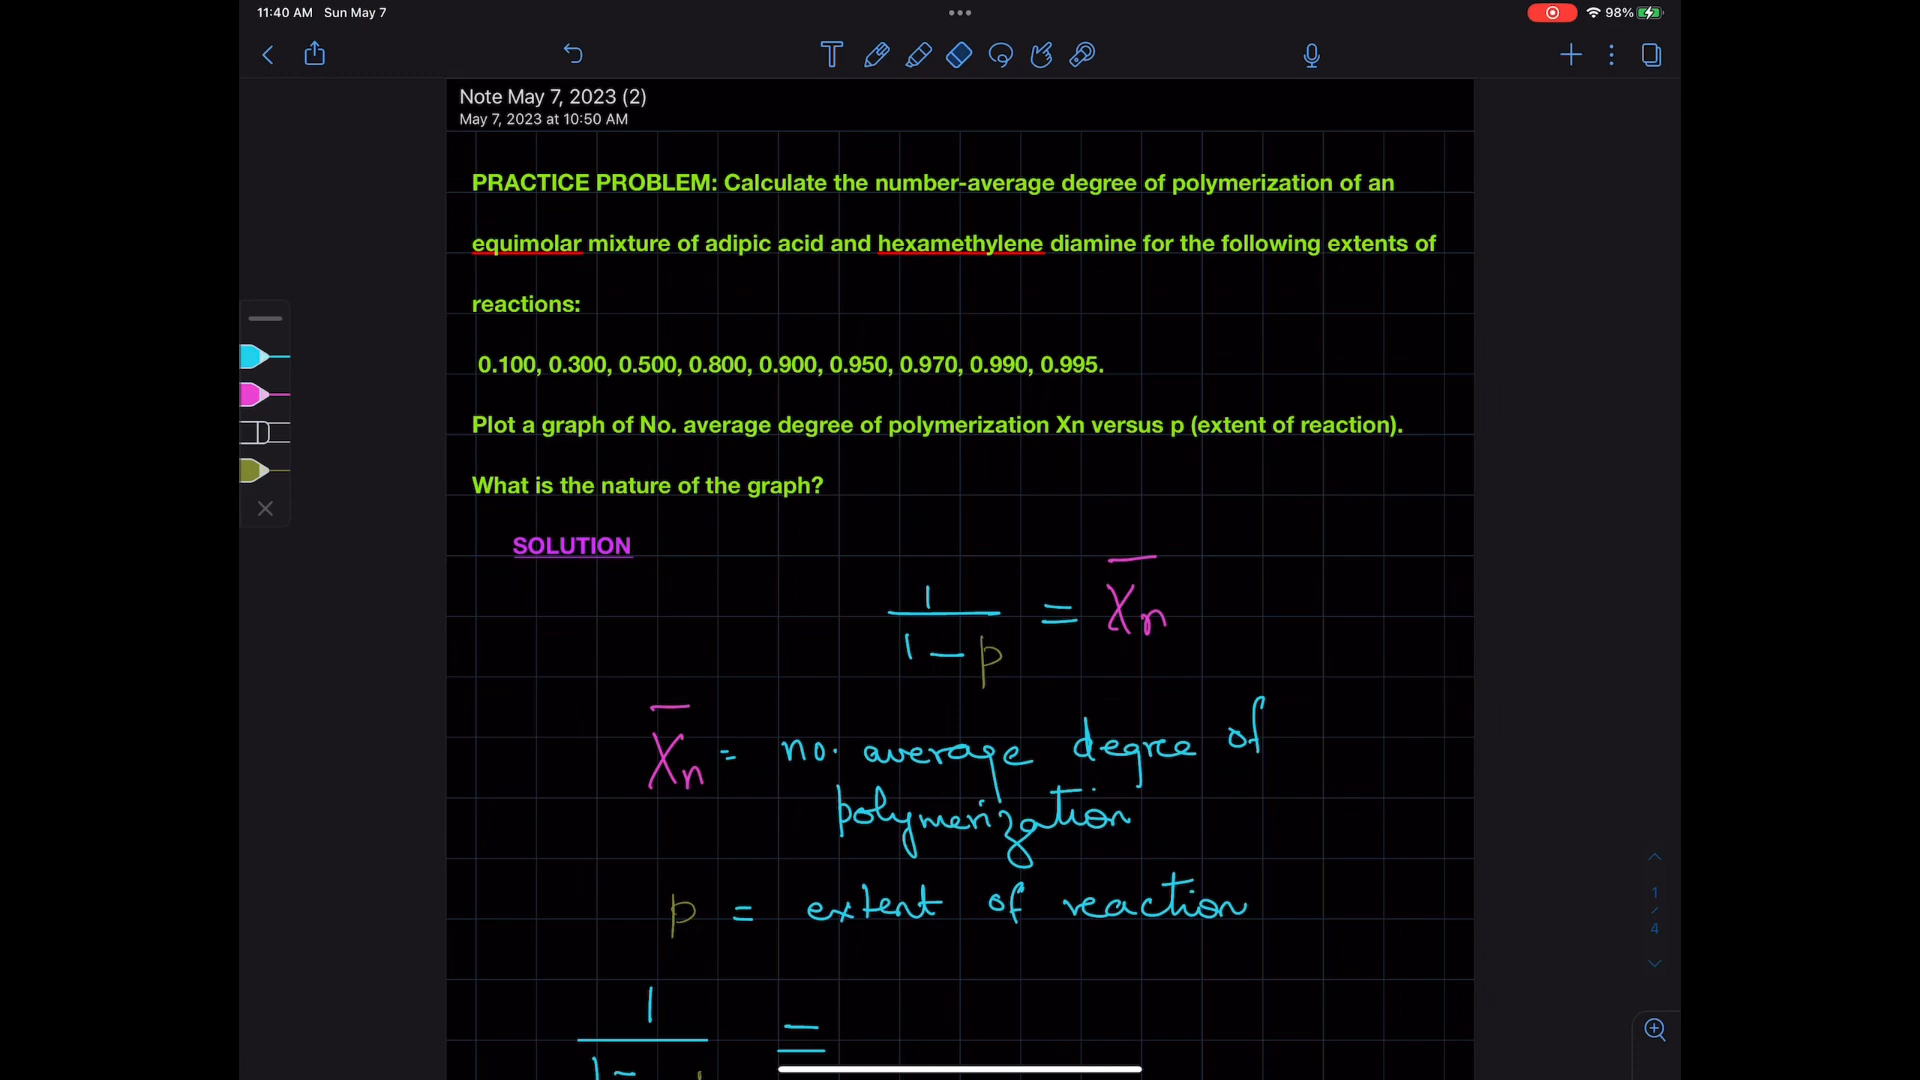 11:40 AM Sun May 7
98%
Note May 7, 2023 (2)
May 7, 2023 at 10:50 AM
PRACTICE PROBLEM: Calculate the number-average degree of polymerization of an
equimolar mixture of adipic acid and hexamethylene diamine for the following extents of
reactions:
0.100, 0.300, 0.500, 0.800, 0.900, 0.950, 0.970, 0.990, 0.995.
Plot a graph of No. average degree of polymerization Xn versus p (extent of reaction).
What is the nature of the graph?
SOLUTION
1
— = X̅n
1 – p
X̅n = no. average degree of
polymerization
p = extent of reaction
1
— =
1 –
1
/
4